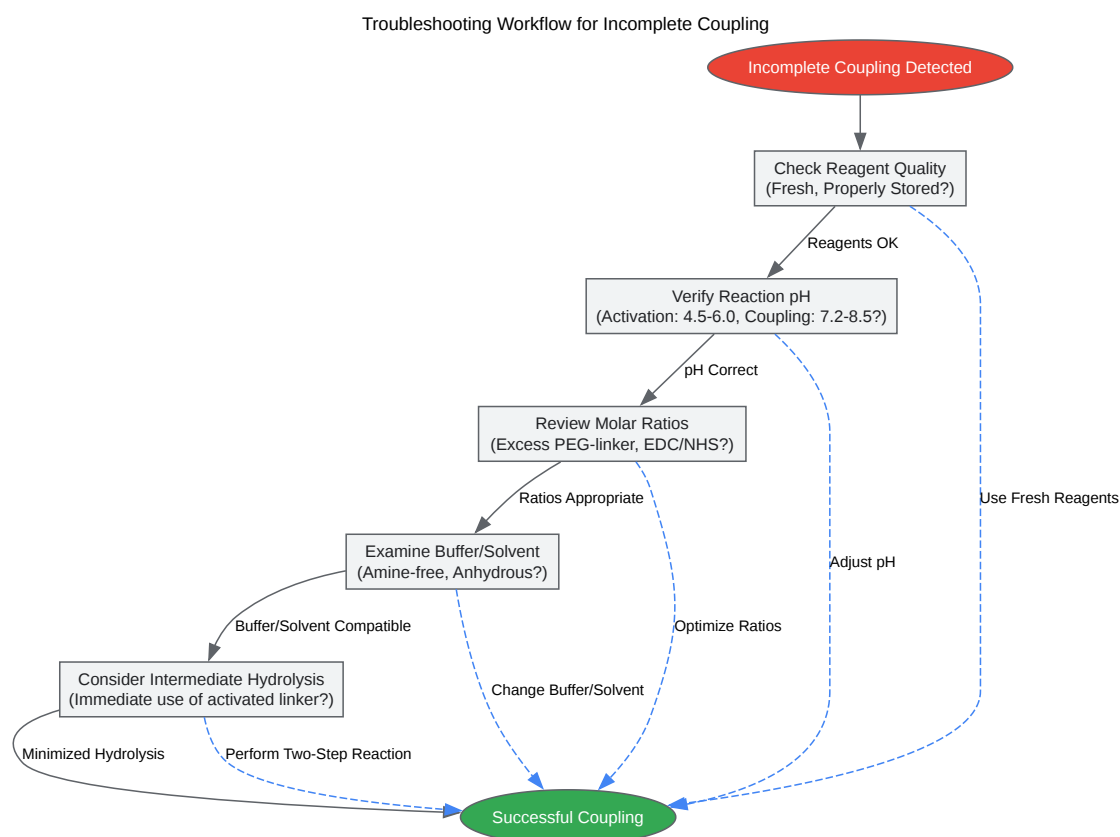 Troubleshooting Workflow for Incomplete Coupling
Incomplete Coupling Detected
Check Reagent Quality
(Fresh, Properly Stored?)
Reagents OK
Verify Reaction pH
(Activation: 4.5-6.0, Coupling: 7.2-8.5?)
pH Correct
Review Molar Ratios
(Excess PEG-linker, EDC/NHS?)
Ratios Appropriate
Use Fresh Reagents
Examine Buffer/Solvent
(Amine-free, Anhydrous?)
Adjust pH
Buffer/Solvent Compatible
Optimize Ratios
Consider Intermediate Hydrolysis
(Immediate use of activated linker?)
Change Buffer/Solvent
Minimized Hydrolysis
Perform Two-Step Reaction
Successful Coupling